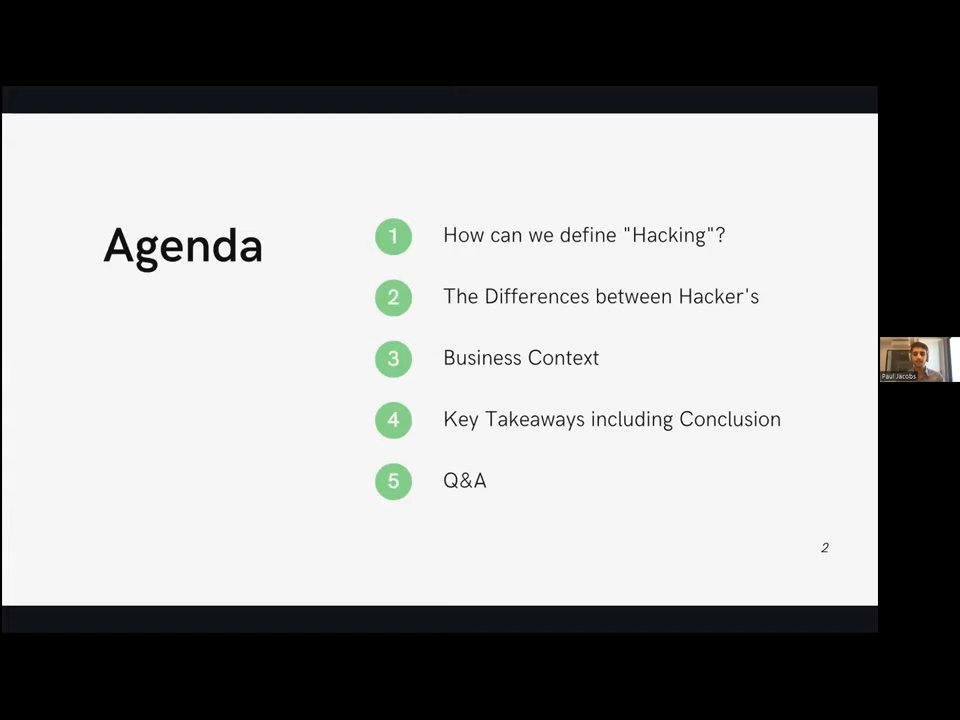 Agenda
1 How can we define "Hacking"?
2 The Differences between Hacker's
3 Business Context
4 Key Takeaways including Conclusion
5 Q&A
2
Paul Jacobs